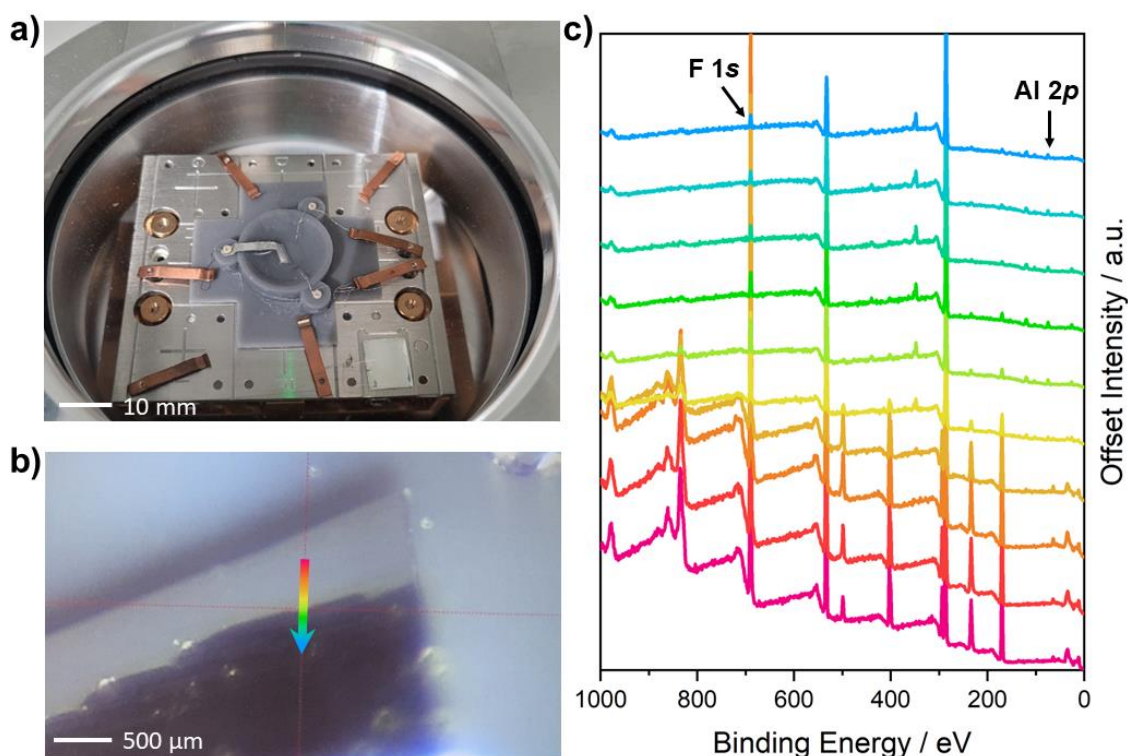 a)
10 mm
b)
500 µm
c)
F 1s
Al 2p
Offset Intensity / a.u.
1000 800 600 400 200 0
Binding Energy / eV